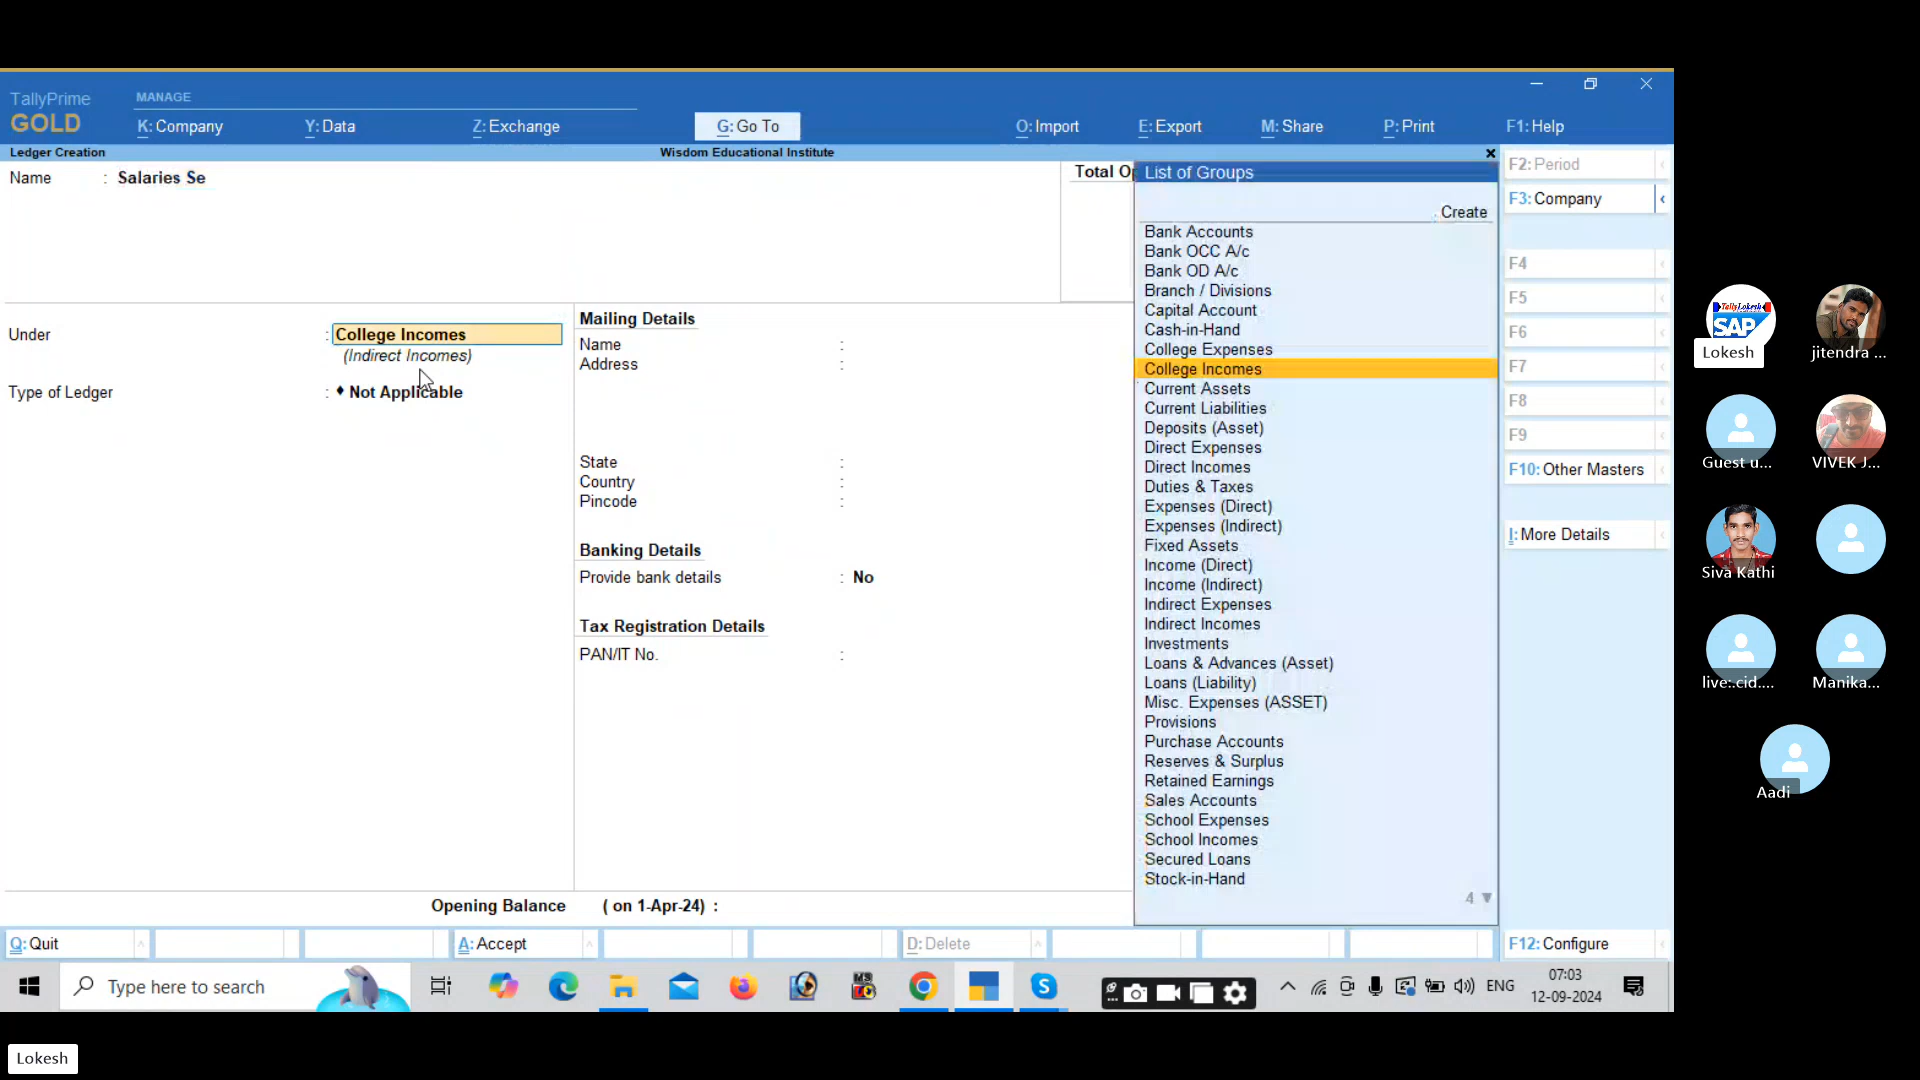 TallyPrime
GOLD
MANAGE
K: Company
Y: Data
Z: Exchange
G: Go To
O: Import
E: Export
M: Share
P: Print
F1: Help
Ledger Creation
Wisdom Educational Institute
Name : Salaries Se
Total Op
Under : College Incomes
(Indirect Incomes)
Type of Ledger : ♦ Not Applicable
Mailing Details
Name :
Address :
State :
Country :
Pincode :
Banking Details
Provide bank details : No
Tax Registration Details
PAN/IT No. :
Opening Balance ( on 1-Apr-24) :
List of Groups
Create
Bank Accounts
Bank OCC A/c
Bank OD A/c
Branch / Divisions
Capital Account
Cash-in-Hand
College Expenses
College Incomes
Current Assets
Current Liabilities
Deposits (Asset)
Direct Expenses
Direct Incomes
Duties & Taxes
Expenses (Direct)
Expenses (Indirect)
Fixed Assets
Income (Direct)
Income (Indirect)
Indirect Expenses
Indirect Incomes
Investments
Loans & Advances (Asset)
Loans (Liability)
Misc. Expenses (ASSET)
Provisions
Purchase Accounts
Reserves & Surplus
Retained Earnings
Sales Accounts
School Expenses
School Incomes
Secured Loans
Stock-in-Hand
4 ▼
F2: Period
F3: Company
F4
F5
F6
F7
F8
F9
F10: Other Masters
I: More Details
F12: Configure
Q: Quit
A: Accept
D: Delete
Type here to search
MS
ENG
07:03
12-09-2024
TallyLokesh
SAP
Lokesh
jitendra ...
Guest u...
VIVEK J...
Siva Kathi
live:.cid....
Manika...
Aadi
Lokesh